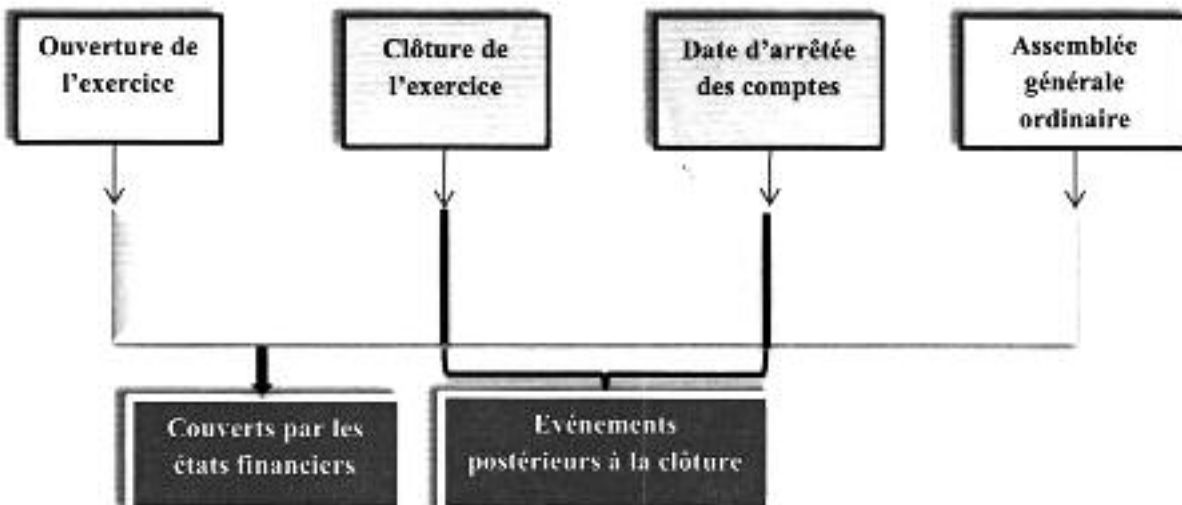 Ouverture de
l'exercice
Clôture de
l'exercice
Date d'arrêtée
des comptes
Assemblée
générale
ordinaire
Couverts par les
états financiers
Evénements
postérieurs à la clôture